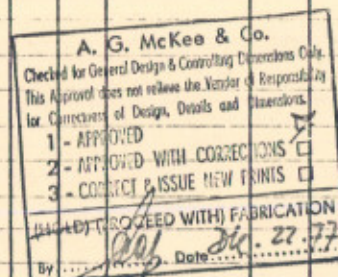 A. G. McKee & Co.
Checked for General Design & Controlling Dimensions Only.
This Approval does not relieve the Vendor of Responsibility
for Correctness of Design, Details and Dimensions.
1 - APPROVED
2 - APPROVED WITH CORRECTIONS
3 - CORRECT & ISSUE NEW PRINTS
(HOLD) (PROCEED WITH) FABRICATION
By Date Dic. 22-77